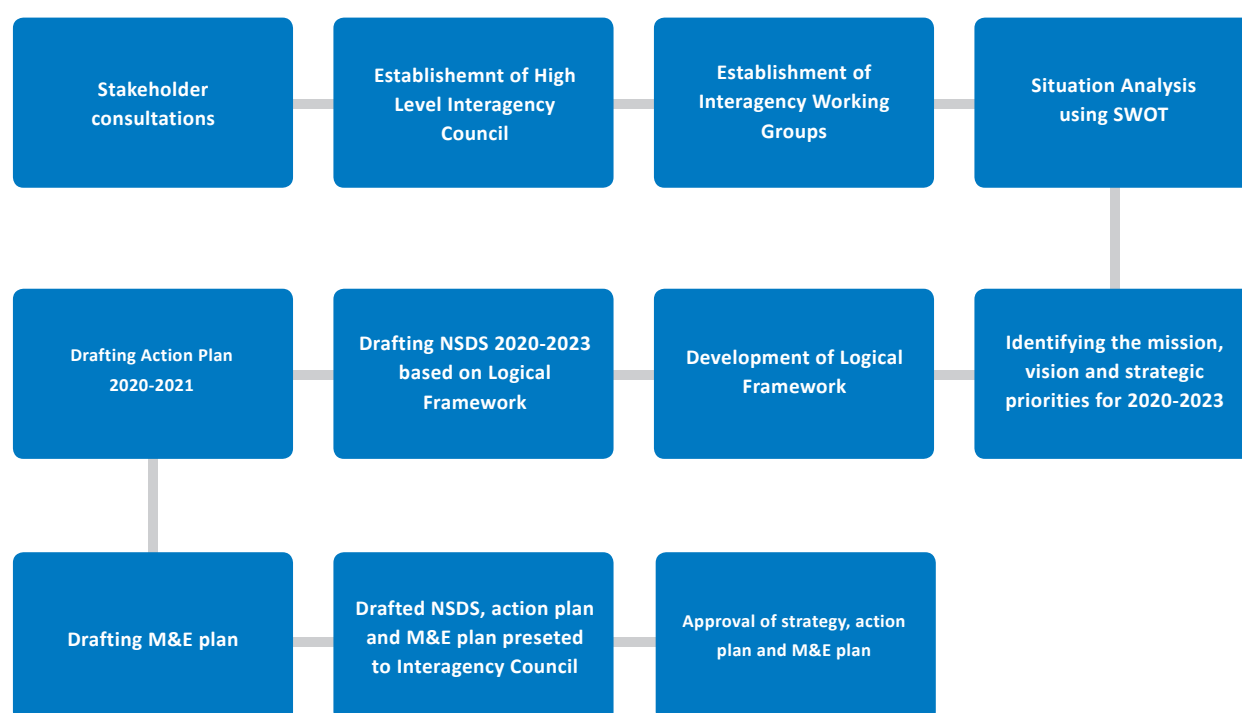 Stakeholder
consultations
Establishemnt of High
Level Interagency
Council
Establishment of
Interagency Working
Groups
Situation Analysis
using SWOT
Identifying the mission,
vision and strategic
priorities for 2020-2023
Development of Logical
Framework
Drafting NSDS 2020-2023
based on Logical
Framework
Drafting Action Plan
2020-2021
Drafting M&E plan
Drafted NSDS, action plan
and M&E plan preseted
to Interagency Council
Approval of strategy, action
plan and M&E plan